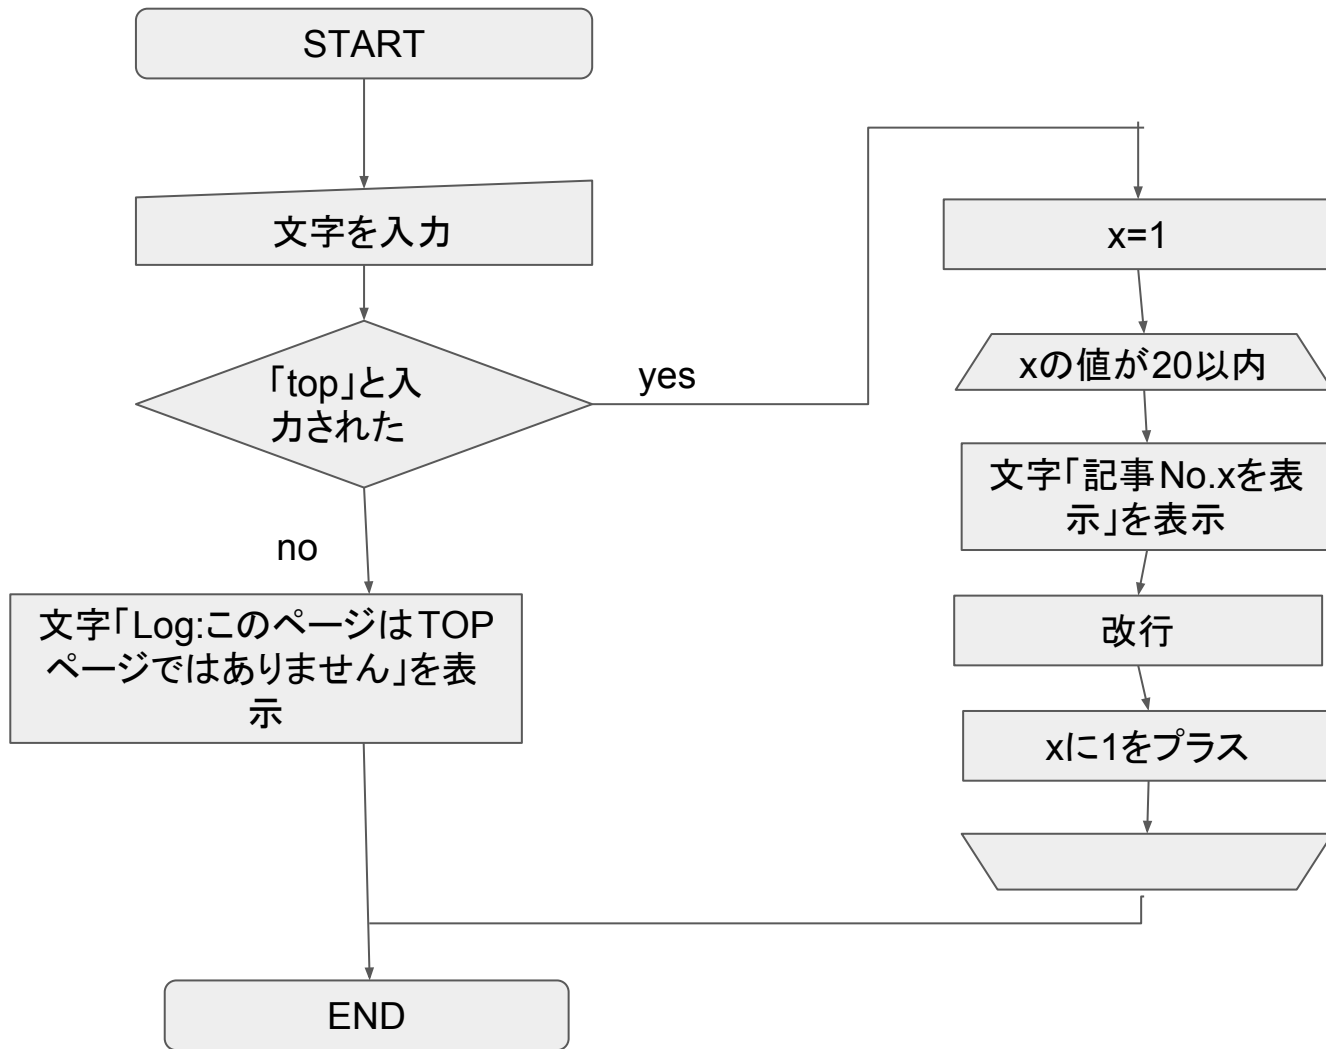 START
文字を入力
「top」と入
力された
yes
no
文字「Log:このページはTOP
ページではありません」を表
示
x=1
xの値が20以内
文字「記事No.xを表
示」を表示
改行
xに1をプラス
END